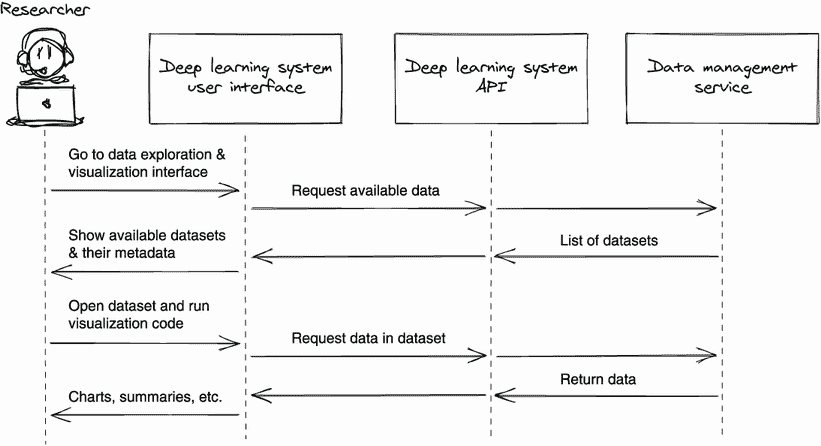 Researcher
Deep learning system
user interface
Deep learning system
API
Data management
service
Go to data exploration &
visualization interface
Request available data
Show available datasets
& their metadata
List of datasets
Open dataset and run
visualization code
Request data in dataset
Return data
Charts, summaries, etc.